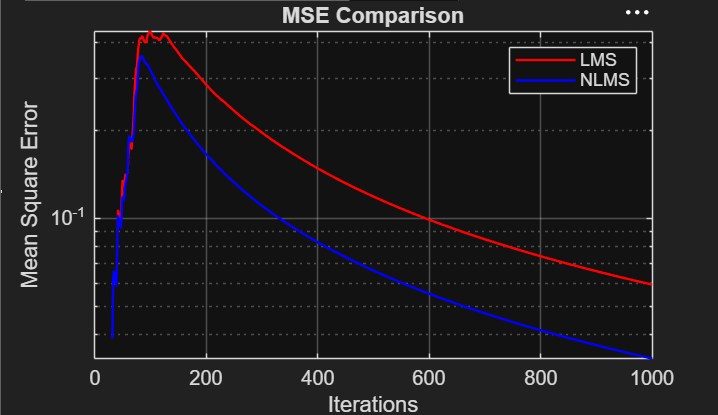 MSE Comparison
LMS
NLMS
Mean Square Error
10⁻¹
0 200 400 600 800 1000
Iterations